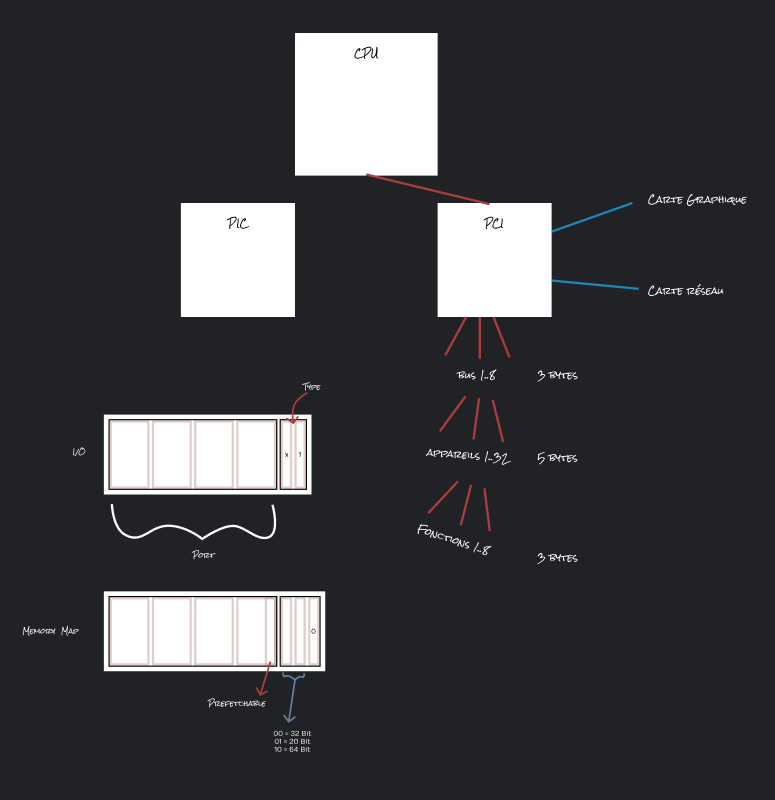 CPU
PIC
PCI
Carte Graphique
Carte réseau
Bus 1..8
3 bytes
Appareils 1..32
5 bytes
Fonctions 1..8
3 bytes
Type
I/O
x
1
Port
Memory Map
0
Prefetchable
00 = 32 Bit
01 = 20 Bit
10 = 64 Bit